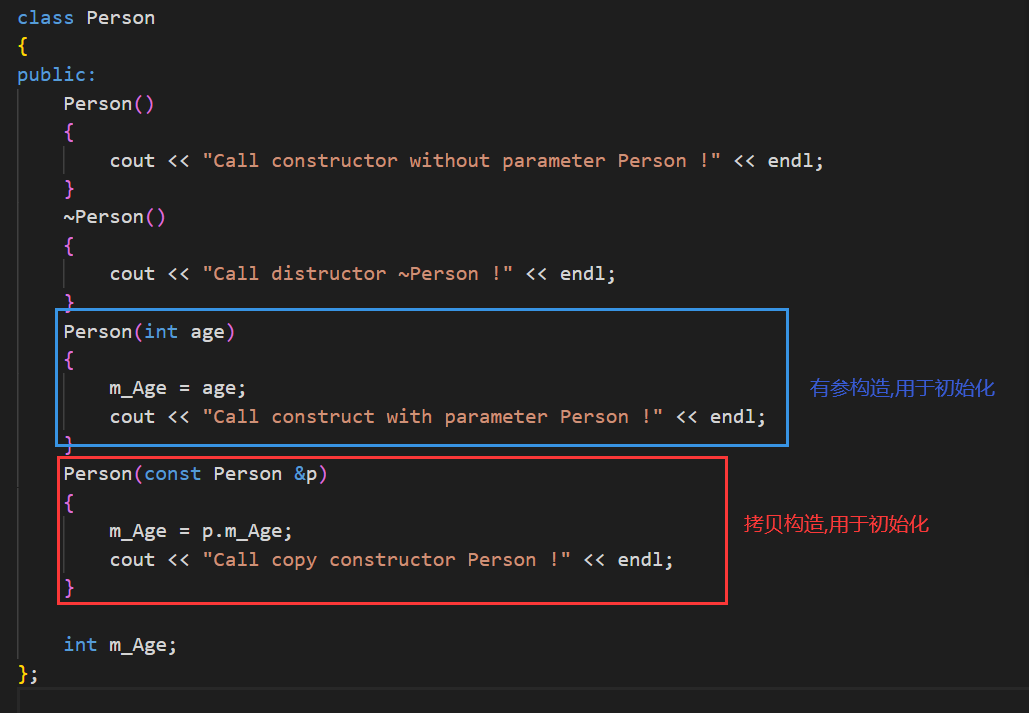 class Person
{
public:
    Person()
    {
        cout << "Call constructor without parameter Person !" << endl;
    }
    ~Person()
    {
        cout << "Call distructor ~Person !" << endl;
    }
    Person(int age)
    {
        m_Age = age;
        cout << "Call construct with parameter Person !" << endl;
    }
有参构造,用于初始化
    Person(const Person &p)
    {
        m_Age = p.m_Age;
        cout << "Call copy constructor Person !" << endl;
    }
拷贝构造,用于初始化
    int m_Age;
};